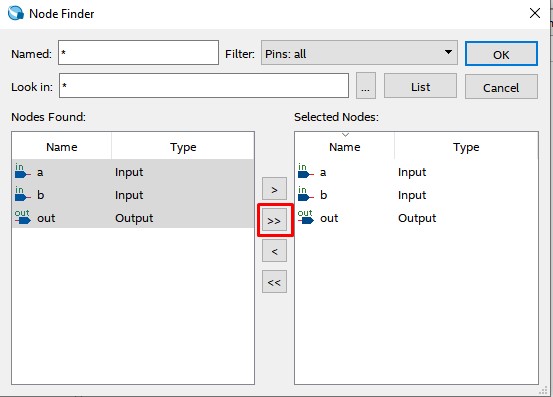 Node Finder
Named: * Filter: Pins: all OK
Look in: * ... List Cancel
Nodes Found: Selected Nodes:
Name Type Name Type
in a Input in a Input
> 
in b Input in b Input
out out Output >> out out Output
<
<<